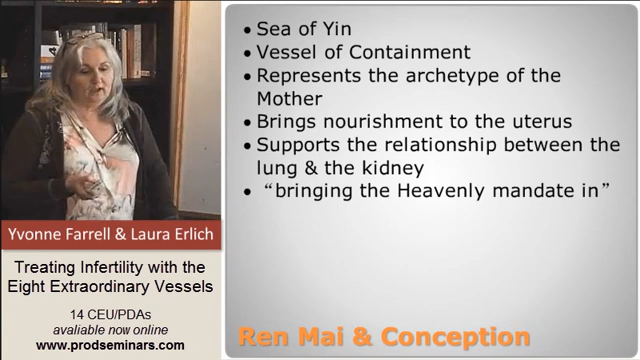 • Sea of Yin
• Vessel of Containment
• Represents the archetype of the
Mother
• Brings nourishment to the uterus
• Supports the relationship between the
lung & the kidney
• “bringing the Heavenly mandate in”
Ren Mai & Conception
Yvonne Farrell & Laura Erlich
Treating Infertility with the
Eight Extraordinary Vessels
14 CEU/PDAs
avaliable now online
www.prodseminars.com